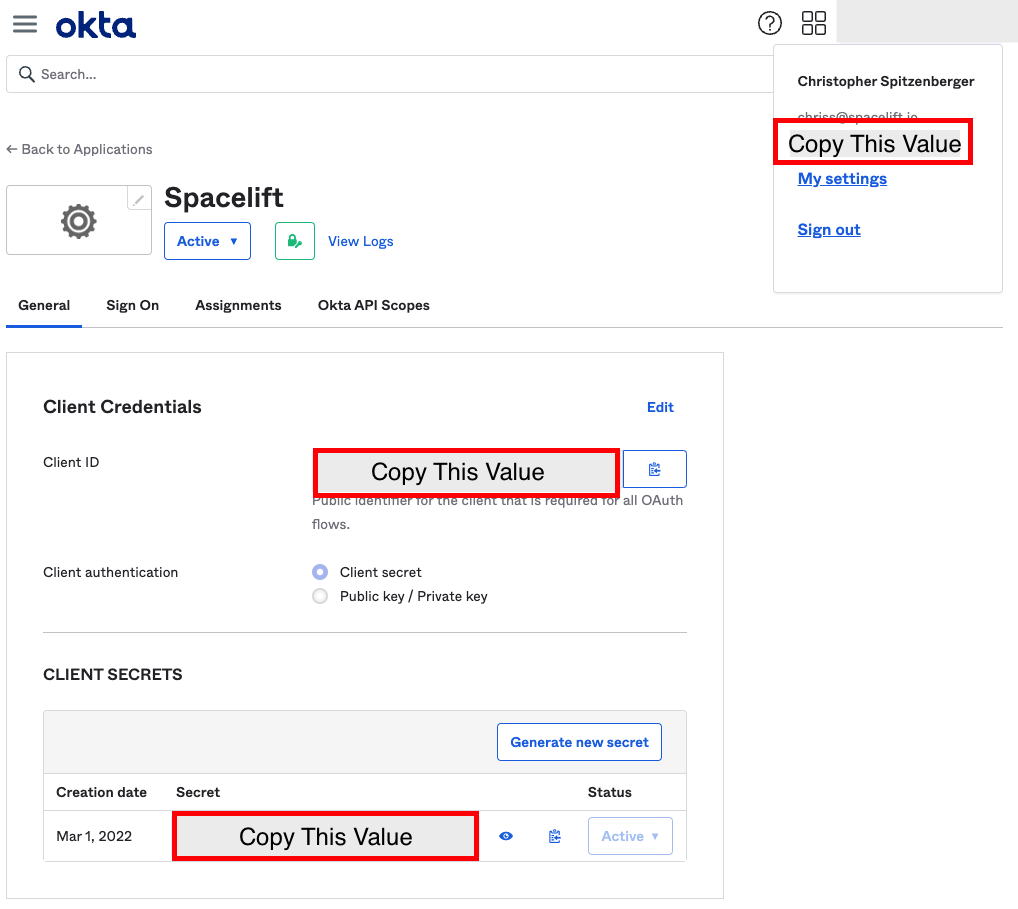 okta
Search...
Christopher Spitzenberger
chriss@spacelift.io
Copy This Value
My settings
Sign out
← Back to Applications
Spacelift
Active ▼
View Logs
General Sign On Assignments Okta API Scopes
Client Credentials Edit
Client ID Copy This Value
Public identifier for the client that is required for all OAuth
flows.
Client authentication Client secret
Public key / Private key
CLIENT SECRETS
Generate new secret
Creation date Secret Status
Mar 1, 2022 Copy This Value Active ▼